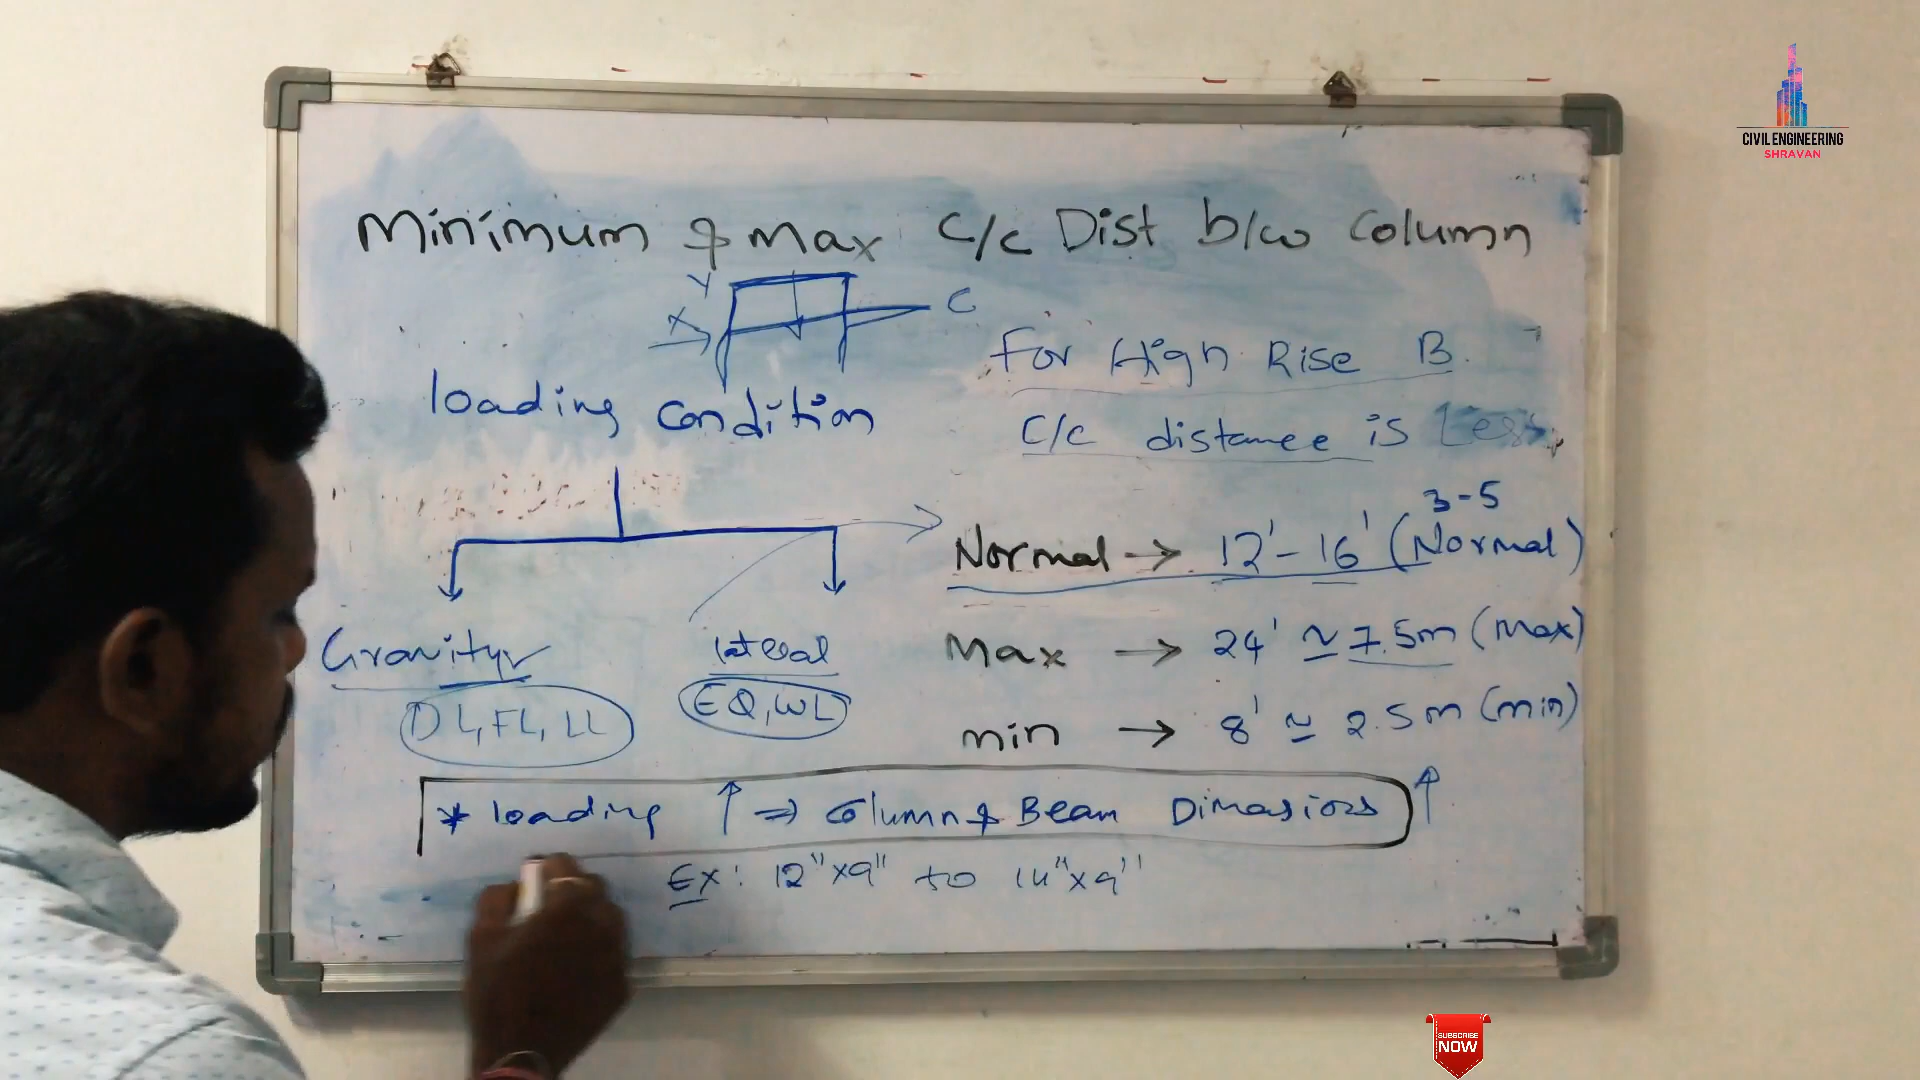 Minimum & Max C/c Dist b/w Column
Y
X
C
For High Rise B.
loading condition
C/c distance is Less
3-5
Normal → 12' - 16' (Normal)
Gravity
lateral
Max → 24' ≃ 7.5m (Max)
DL, FL, LL
EQ, WL
min → 8' ≃ 2.5m (min)
* loading ↑ ⇒ Column & Beam Dimasions ↑
Ex: 12"x9" to 14"x9"
CIVIL ENGINEERING
SHRAVAN
SUBSCRIBE
NOW